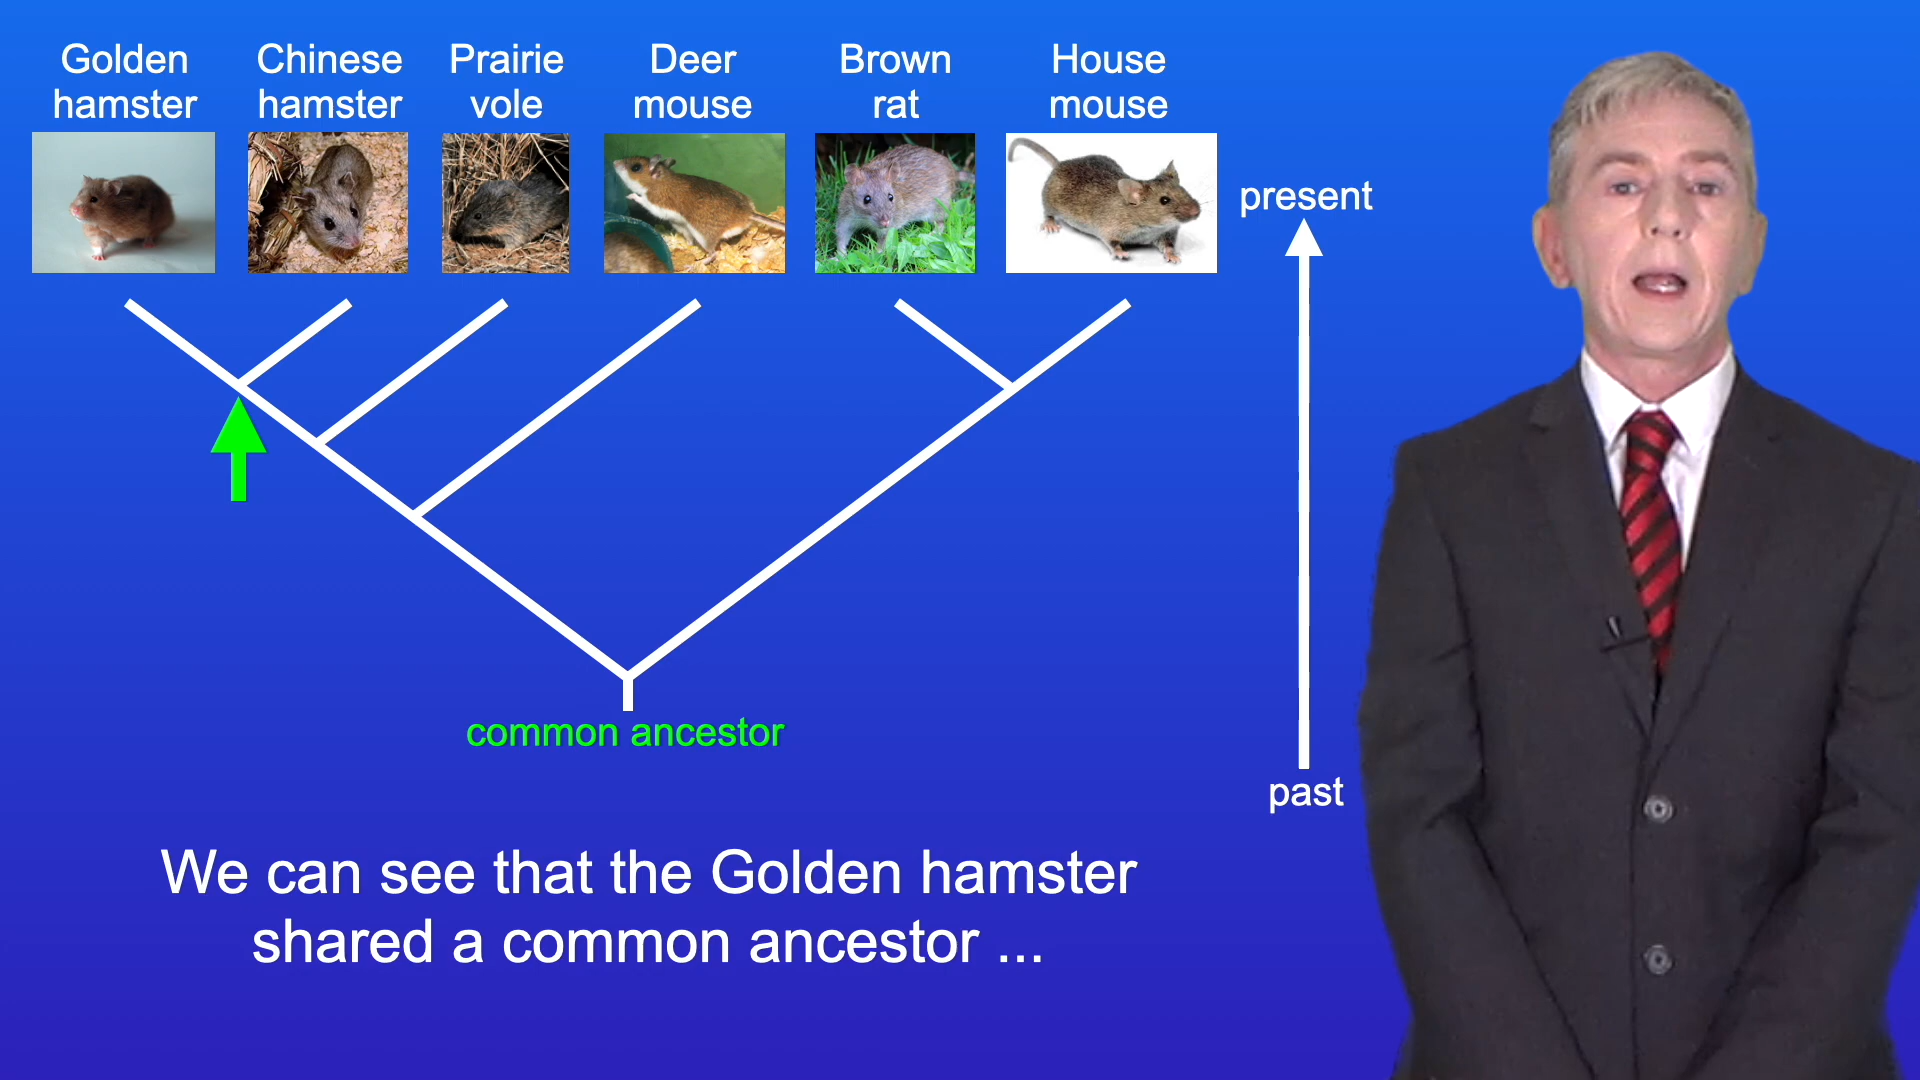 Golden hamster
Chinese hamster
Prairie vole
Deer mouse
Brown rat
House mouse
present
common ancestor
past
We can see that the Golden hamster
shared a common ancestor ...